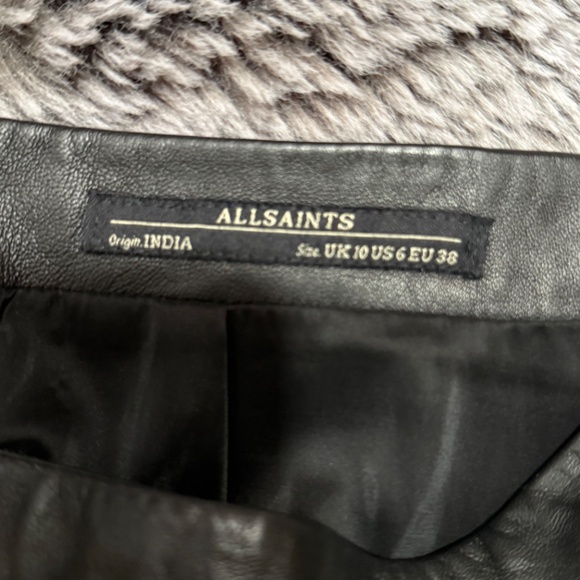 ALLSAINTS
Origin. INDIA Size. UK 10 US 6 EU 38